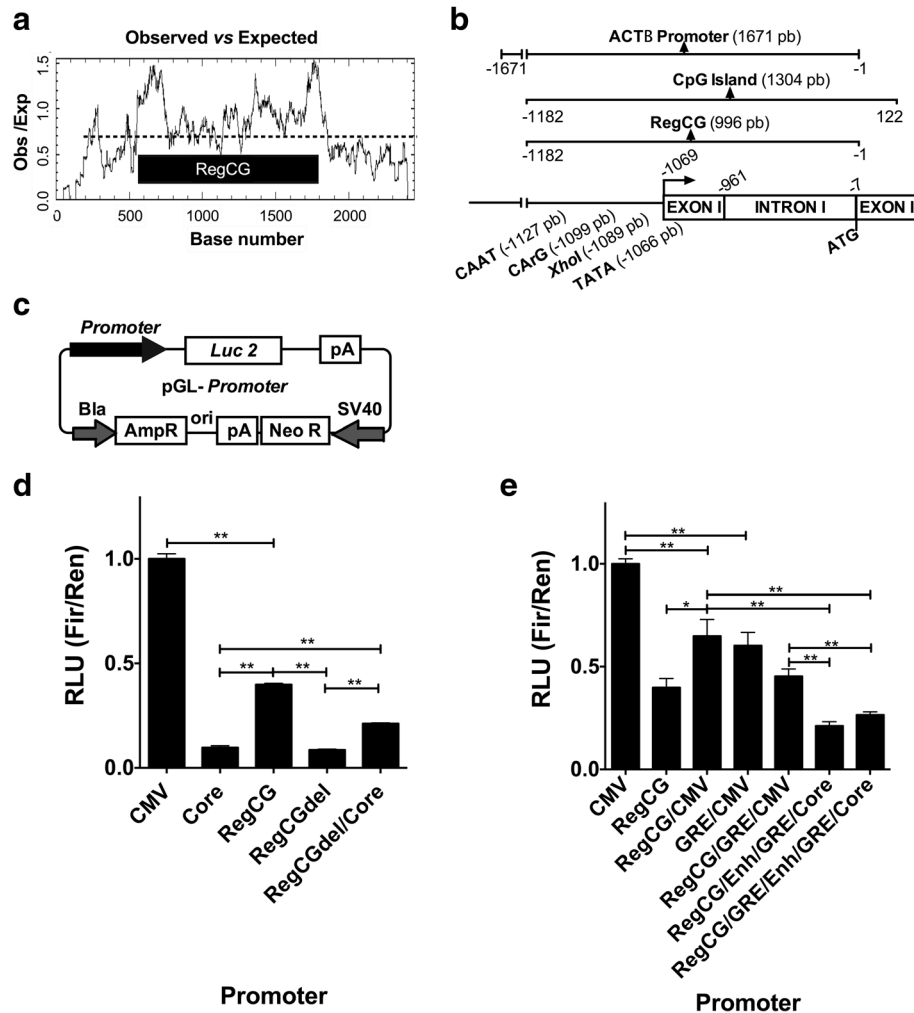 a
Observed vs Expected
1.5
1.0
0.5
0.0
Obs /Exp
RegCG
0 500 1000 1500 2000
Base number
b
ACTB Promoter (1671 pb)
-1671 -1
CpG Island (1304 pb)
-1182 122
RegCG (996 pb)
-1182 -1
-1069
-961
-7
EXON I INTRON I EXON I
ATG
CAAT (-1127 pb)
CArG (-1099 pb)
XhoI (-1089 pb)
TATA (-1066 pb)
c
Promoter
Luc 2
pA
pGL- Promoter
Bla
ori
SV40
AmpR
pA
Neo R
d
RLU (Fir/Ren)
1.0
0.5
0.0
**
**
** **
**
CMV
Core
RegCG
RegCGdel
RegCGdel/Core
Promoter
e
RLU (Fir/Ren)
1.0
0.5
0.0
**
**
**
* **
**
**
CMV
RegCG
RegCG/CMV
GRE/CMV
RegCG/GRE/CMV
RegCG/Enh/GRE/Core
RegCG/GRE/Enh/GRE/Core
Promoter